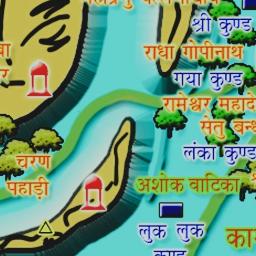 श्री कुण्ड
राधा गोपीनाथ
गया कुण्ड
रामेश्वर महादे
सेतु बन्ध
लंका कुण्ड
चरण
पहाड़ी
अशोक वाटिका
लुक लुक
कुण्ड